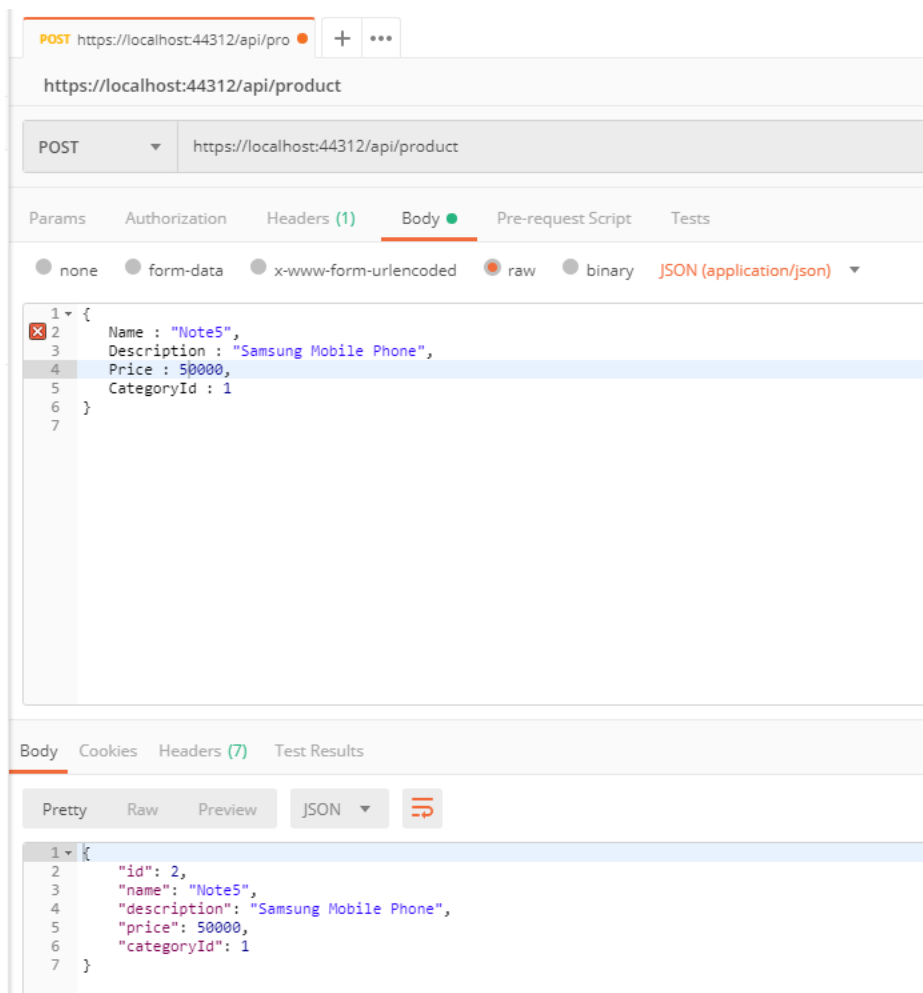 POST https://localhost:44312/api/pro + •••
https://localhost:44312/api/product
POST https://localhost:44312/api/product
Params Authorization Headers (1) Body Pre-request Script Tests
none form-data x-www-form-urlencoded raw binary JSON (application/json)
1 {
2 Name : "Note5",
3 Description : "Samsung Mobile Phone",
4 Price : 50000,
5 CategoryId : 1
6 }
7
Body Cookies Headers (7) Test Results
Pretty Raw Preview JSON
1 {
2 "id": 2,
3 "name": "Note5",
4 "description": "Samsung Mobile Phone",
5 "price": 50000,
6 "categoryId": 1
7 }